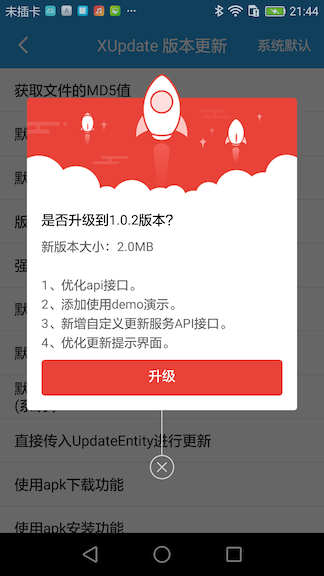 未插卡
21:44
XUpdate 版本更新
系统默认
获取文件的MD5值
默
默
版
是否升级到1.0.2版本?
新版本大小：2.0MB
强
1、优化api接口。
2、添加使用demo演示。
3、新增自定义更新服务API接口。
4、优化更新提示界面。
默
默
默
升级
直接传入UpdateEntity进行更新
使用apk下载功能
使用apk安装功能